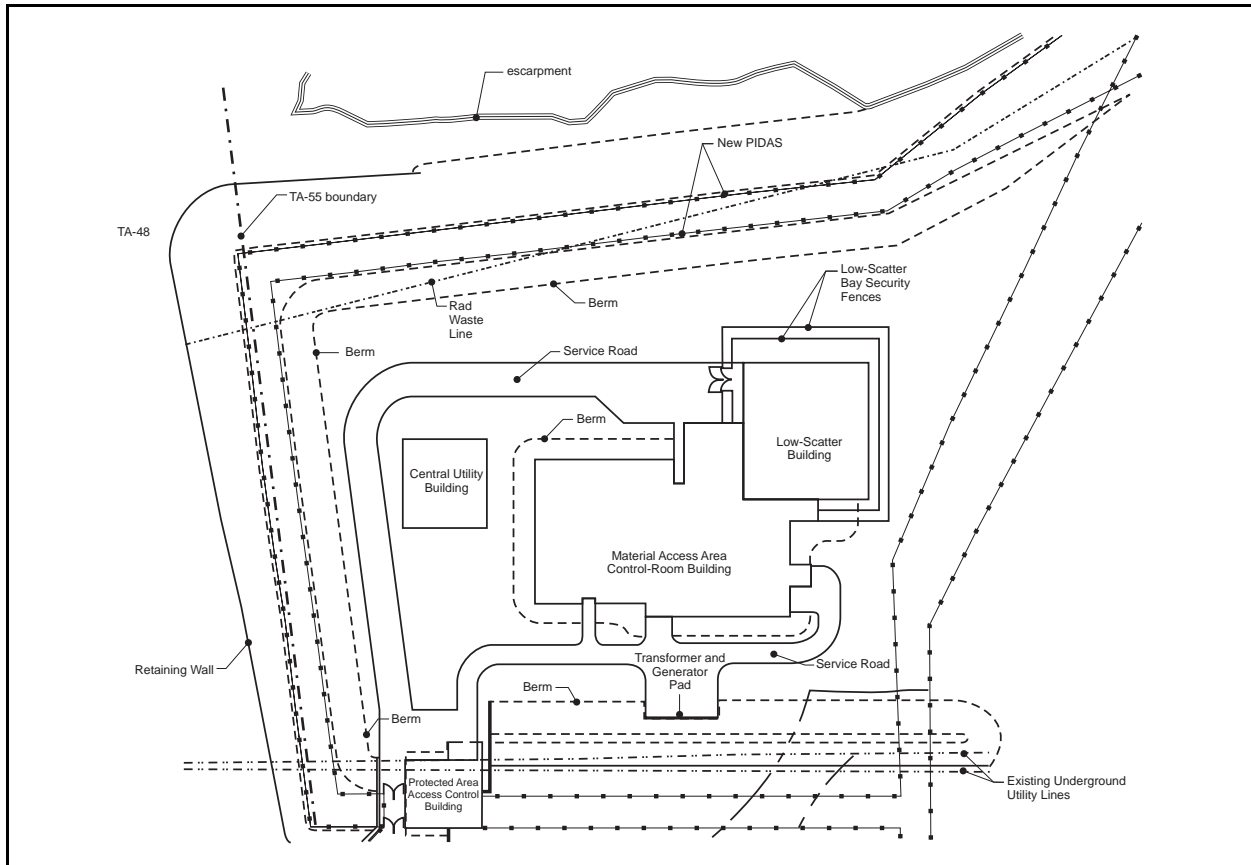 escarpment
New PIDAS
TA-55 boundary
TA-48
Low-Scatter
Bay Security
Fences
Rad
Waste
Line
Berm
Berm
Service Road
Berm
Low-Scatter
Building
Central Utility
Building
Material Access Area
Control-Room Building
Retaining Wall
Transformer and
Generator
Pad
Service Road
Berm
Berm
Protected Area
Access Control
Building
Existing Underground
Utility Lines